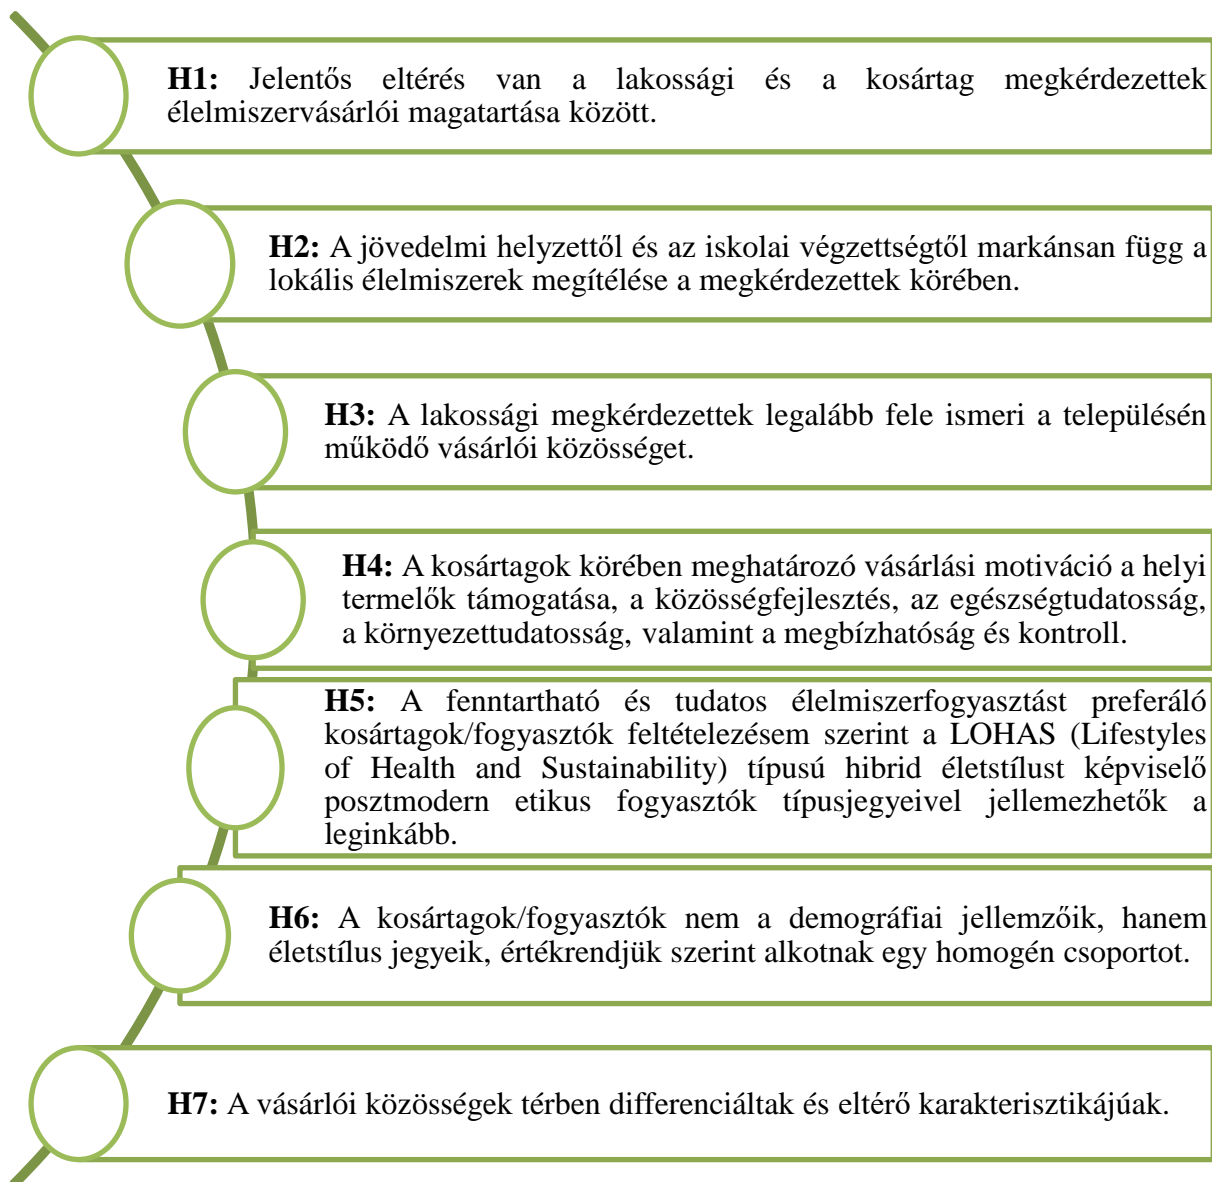 H1: Jelentős eltérés van a lakossági és a kosártag megkérdezettek
élelmiszervásárlói magatartása között.
H2: A jövedelmi helyzettől és az iskolai végzettségtől markánsan függ a
lokális élelmiszerek megítélése a megkérdezettek körében.
H3: A lakossági megkérdezettek legalább fele ismeri a településén
működő vásárlói közösséget.
H4: A kosártagok körében meghatározó vásárlási motiváció a helyi
termelők támogatása, a közösségfejlesztés, az egészségtudatosság,
a környezettudatosság, valamint a megbízhatóság és kontroll.
H5: A fenntartható és tudatos élelmiszerfogyasztást preferáló
kosártagok/fogyasztók feltételezésem szerint a LOHAS (Lifestyles
of Health and Sustainability) típusú hibrid életstílust képviselő
posztmodern etikus fogyasztók típusjegyeivel jellemezhetők a
leginkább.
H6: A kosártagok/fogyasztók nem a demográfiai jellemzőik, hanem
életstílus jegyeik, értékrendjük szerint alkotnak egy homogén csoportot.
H7: A vásárlói közösségek térben differenciáltak és eltérő karakterisztikájúak.